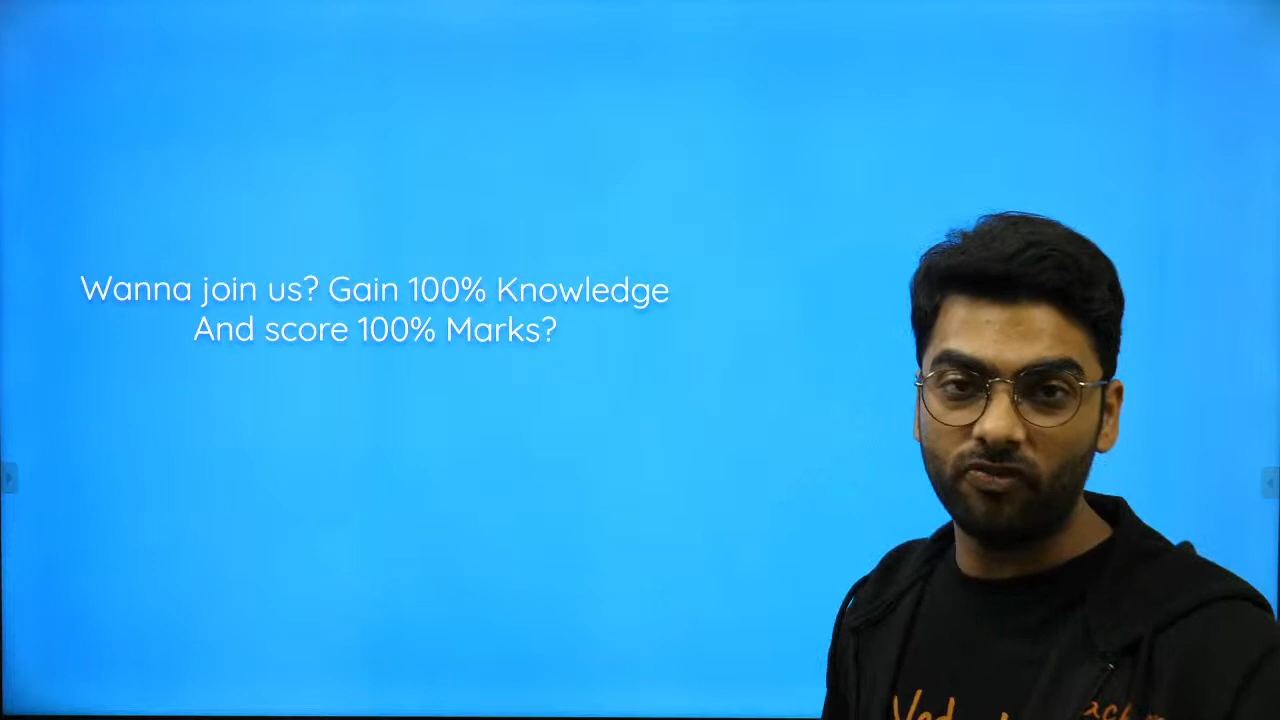 Wanna join us? Gain 100% Knowledge
And score 100% Marks?